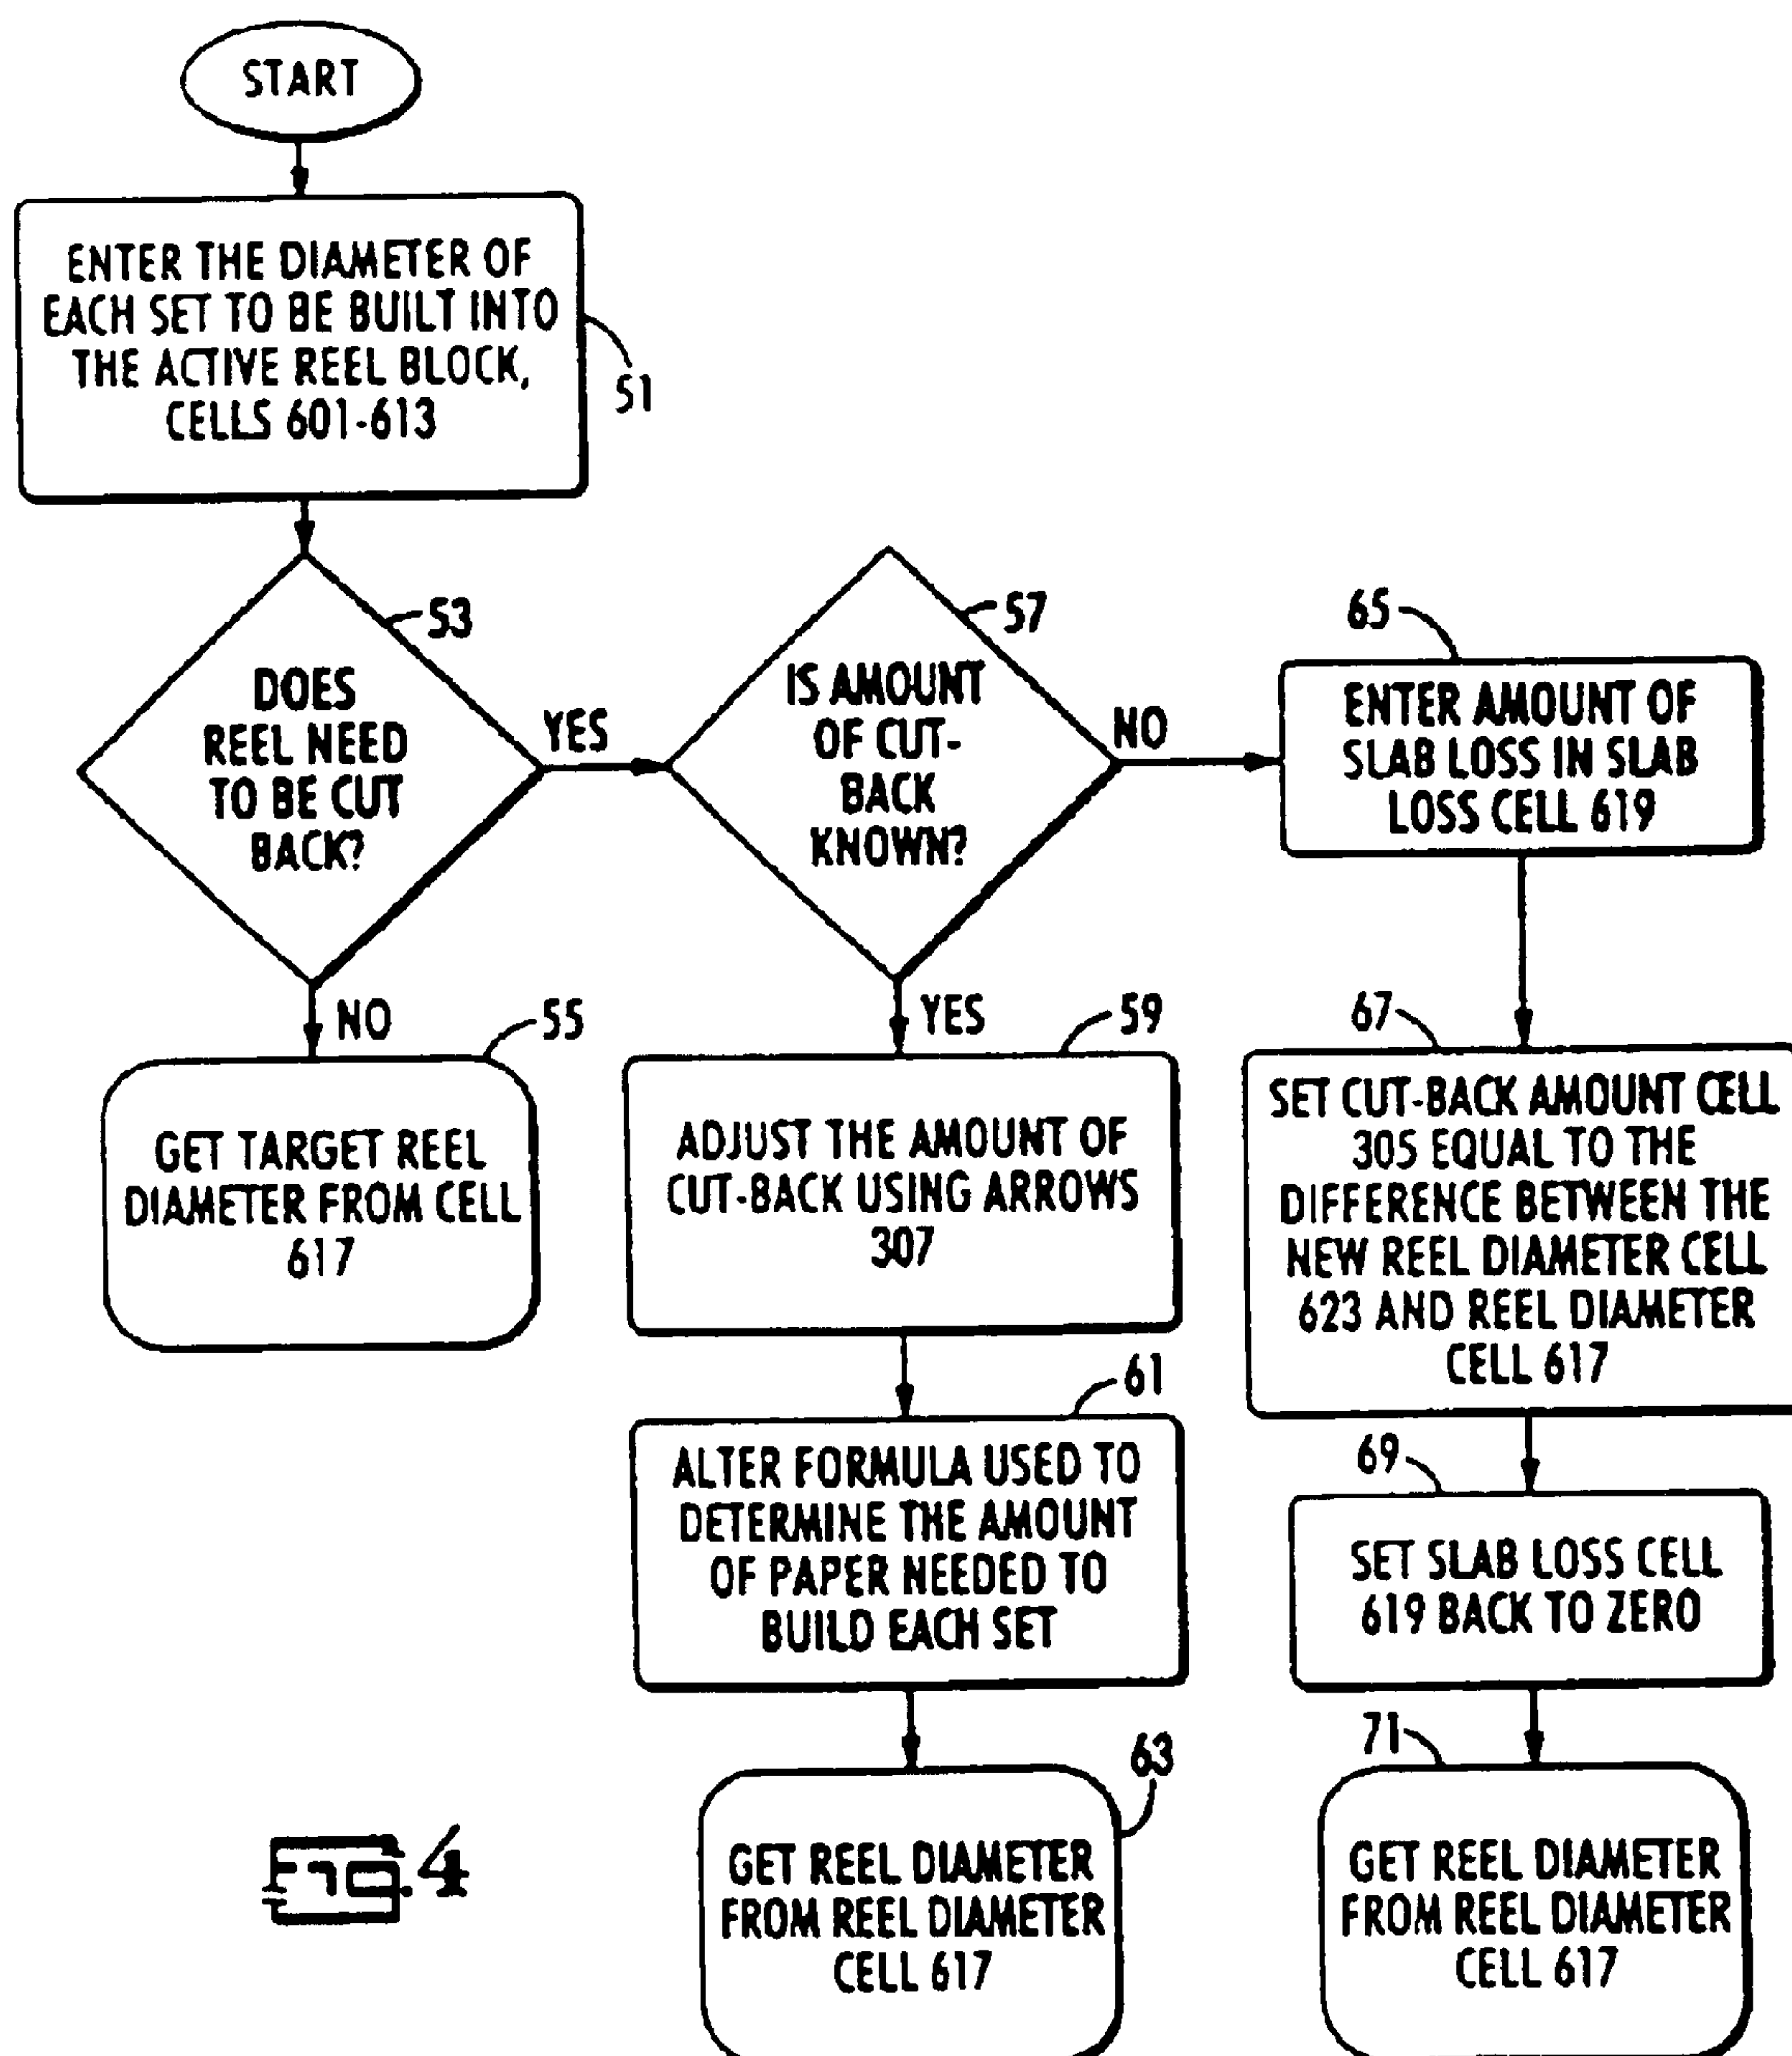 START
ENTER THE DIAMETER OF
EACH SET TO BE BUILT INTO
THE ACTIVE REEL BLOCK,
CELLS 601-613
51
53
DOES
REEL NEED
TO BE CUT
BACK?
YES
NO
57
IS AMOUNT
OF CUT-
BACK
KNOWN?
NO
YES
65
ENTER AMOUNT OF
SLAB LOSS IN SLAB
LOSS CELL 619
55
GET TARGET REEL
DIAMETER FROM CELL
617
59
ADJUST THE AMOUNT OF
CUT-BACK USING ARROWS
307
67
SET CUT-BACK AMOUNT CELL
305 EQUAL TO THE
DIFFERENCE BETWEEN THE
NEW REEL DIAMETER CELL
623 AND REEL DIAMETER
CELL 617
61
ALTER FORMULA USED TO
DETERMINE THE AMOUNT
OF PAPER NEEDED TO
BUILD EACH SET
69
SET SLAB LOSS CELL
619 BACK TO ZERO
63
GET REEL DIAMETER
FROM REEL DIAMETER
CELL 617
71
GET REEL DIAMETER
FROM REEL DIAMETER
CELL 617
FIG. 4